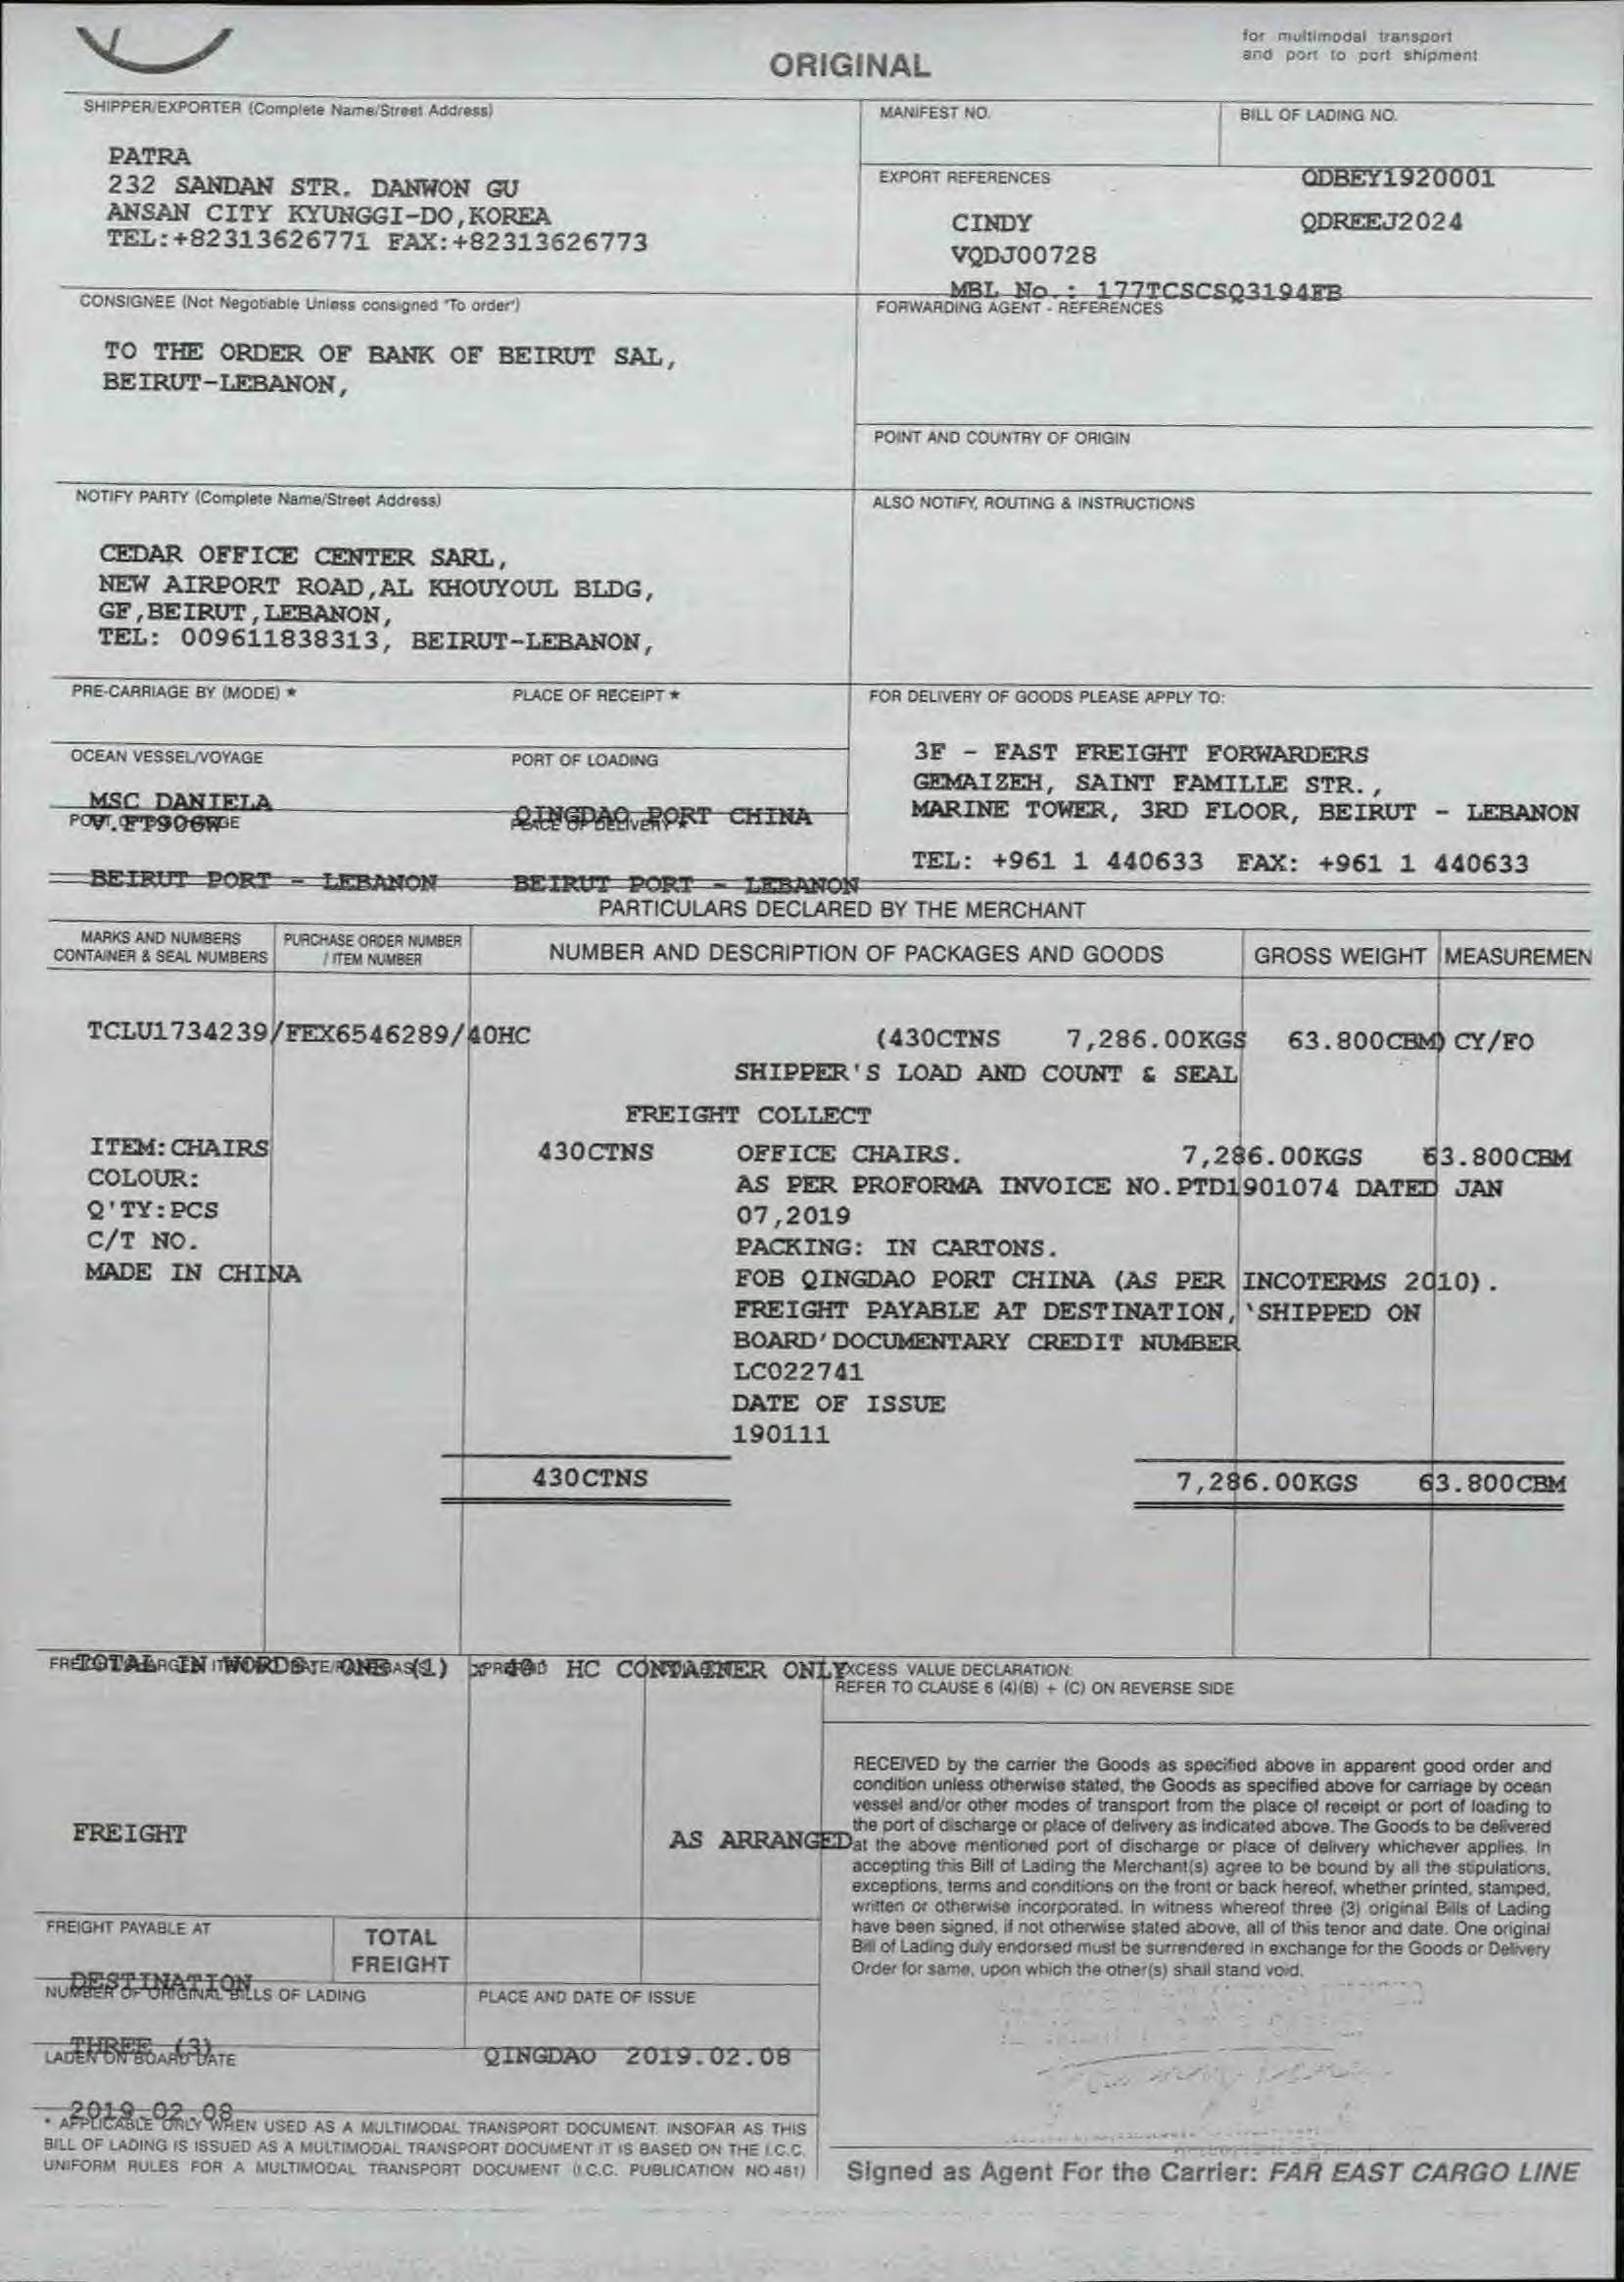 for multimodal transport
and port to port shipment
ORIGINAL
SHIPPER/EXPORTER (Complete Name/Street Address)
PATRA
232 SANDAN STR. DANWON GU
ANSAN CITY KYUNGGI-DO,KOREA
TEL:+82313626771 FAX:+82313626773
MANIFEST NO.
BILL OF LADING NO.
QDBEY1920001
EXPORT REFERENCES
CINDY QDREEJ2024
VQDJ00728
MBL No.: 177TCSCSQ3194FB
CONSIGNEE (Not Negotiable Unless consigned "To order")
TO THE ORDER OF BANK OF BEIRUT SAL,
BEIRUT-LEBANON,
FORWARDING AGENT - REFERENCES
POINT AND COUNTRY OF ORIGIN
NOTIFY PARTY (Complete Name/Street Address)
CEDAR OFFICE CENTER SARL,
NEW AIRPORT ROAD,AL KHOUYOUL BLDG,
GF,BEIRUT,LEBANON,
TEL: 009611838313, BEIRUT-LEBANON,
ALSO NOTIFY, ROUTING & INSTRUCTIONS
PRE-CARRIAGE BY (MODE) *
PLACE OF RECEIPT *
OCEAN VESSEL/VOYAGE
MSC DANIELA
V.FT906W
PORT OF LOADING
QINGDAO PORT CHINA
BEIRUT PORT - LEBANON
PLACE OF DELIVERY *
BEIRUT PORT - LEBANON
FOR DELIVERY OF GOODS PLEASE APPLY TO:
3F - FAST FREIGHT FORWARDERS
GEMAIZEH, SAINT FAMILLE STR.,
MARINE TOWER, 3RD FLOOR, BEIRUT - LEBANON
TEL: +961 1 440633 FAX: +961 1 440633
PARTICULARS DECLARED BY THE MERCHANT
MARKS AND NUMBERS
CONTAINER & SEAL NUMBERS
PURCHASE ORDER NUMBER
/ ITEM NUMBER
NUMBER AND DESCRIPTION OF PACKAGES AND GOODS
GROSS WEIGHT
MEASUREMEN
TCLU1734239/FEX6546289/40HC (430CTNS 7,286.00KGS 63.800CBM) CY/FO
SHIPPER'S LOAD AND COUNT & SEAL
FREIGHT COLLECT
ITEM:CHAIRS
COLOUR:
Q'TY:PCS
C/T NO.
MADE IN CHINA
430CTNS OFFICE CHAIRS. 7,286.00KGS 63.800CBM
AS PER PROFORMA INVOICE NO.PTD1901074 DATED JAN
07,2019
PACKING: IN CARTONS.
FOB QINGDAO PORT CHINA (AS PER INCOTERMS 2010).
FREIGHT PAYABLE AT DESTINATION,'SHIPPED ON
BOARD'DOCUMENTARY CREDIT NUMBER
LC022741
DATE OF ISSUE
190111
430CTNS 7,286.00KGS 63.800CBM
TOTAL IN WORDS: ONE (1) x 40' HC CONTAINER ONLY
EXCESS VALUE DECLARATION:
REFER TO CLAUSE 6 (4)(B) + (C) ON REVERSE SIDE
FREIGHT AS ARRANGED
RECEIVED by the carrier the Goods as specified above in apparent good order and
condition unless otherwise stated, the Goods as specified above for carriage by ocean
vessel and/or other modes of transport from the place of receipt or port of loading to
the port of discharge or place of delivery as indicated above. The Goods to be delivered
at the above mentioned port of discharge or place of delivery whichever applies. In
accepting this Bill of Lading the Merchant(s) agree to be bound by all the stipulations,
exceptions, terms and conditions on the front or back hereof, whether printed, stamped,
written or otherwise incorporated. In witness whereof three (3) original Bills of Lading
have been signed, if not otherwise stated above, all of this tenor and date. One original
Bill of Lading duly endorsed must be surrendered in exchange for the Goods or Delivery
Order for same, upon which the other(s) shall stand void.
FREIGHT PAYABLE AT
DESTINATION
TOTAL
FREIGHT
NUMBER OF ORIGINAL BILLS OF LADING
THREE (3)
PLACE AND DATE OF ISSUE
QINGDAO 2019.02.08
LADEN ON BOARD DATE
2019.02.08
* APPLICABLE ONLY WHEN USED AS A MULTIMODAL TRANSPORT DOCUMENT. INSOFAR AS THIS
BILL OF LADING IS ISSUED AS A MULTIMODAL TRANSPORT DOCUMENT IT IS BASED ON THE I.C.C.
UNIFORM RULES FOR A MULTIMODAL TRANSPORT DOCUMENT (I.C.C. PUBLICATION NO.481)
Signed as Agent For the Carrier: FAR EAST CARGO LINE